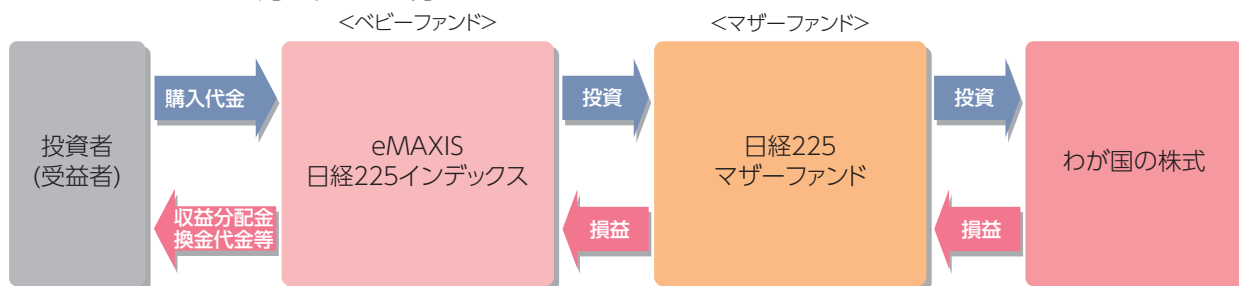 <ベビーファンド>
<マザーファンド>
投資者
(受益者)
購入代金
収益分配金
換金代金等
eMAXIS
日経225インデックス
投資
損益
日経225
マザーファンド
投資
損益
わが国の株式